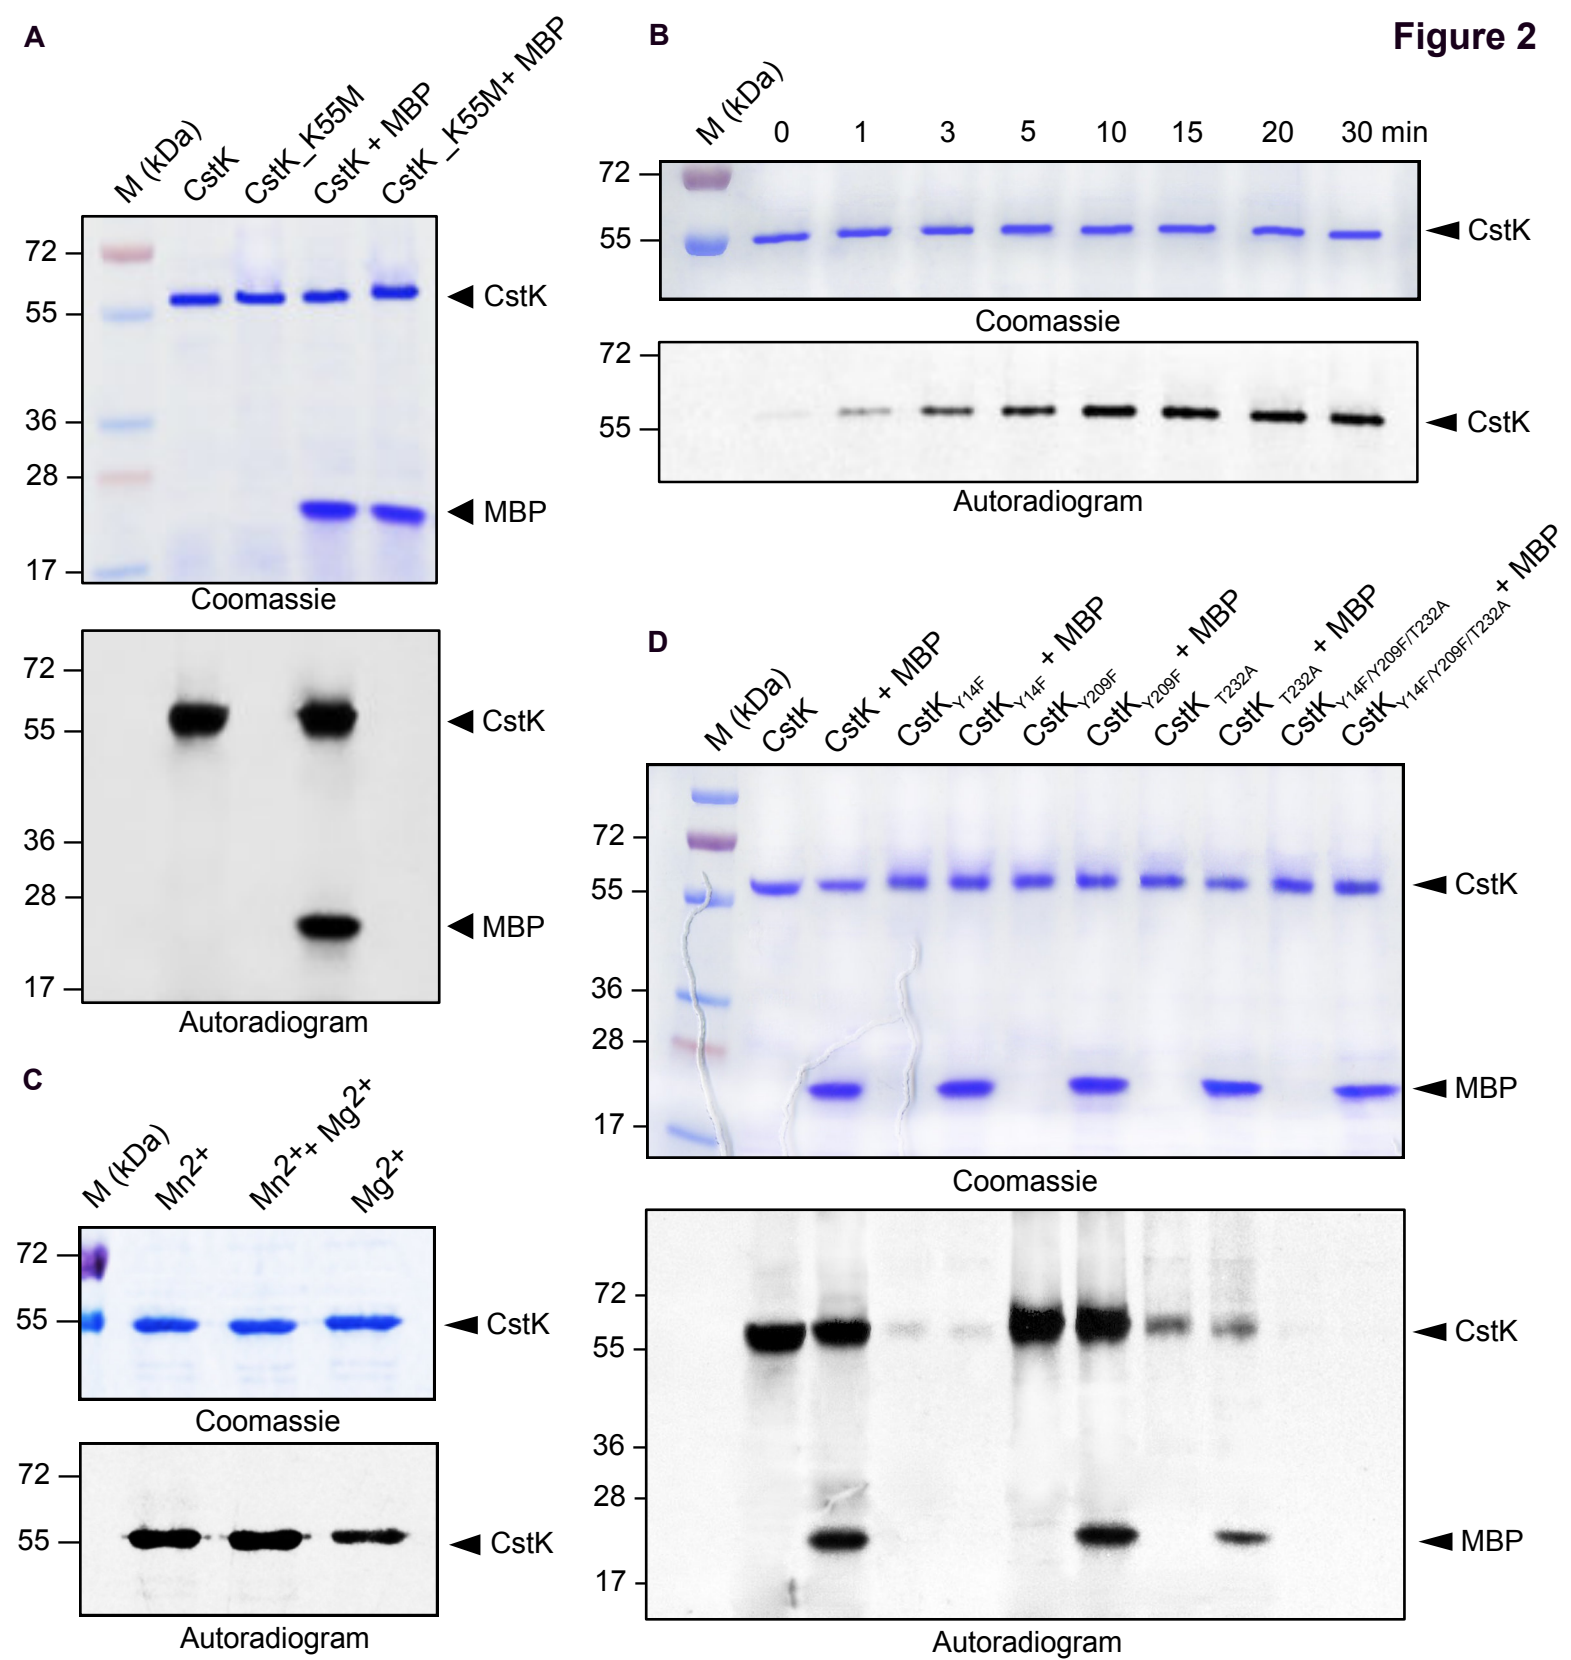 Figure 2
A
M (kDa)
CstK
CstK_K55M
CstK + MBP
CstK_K55M+ MBP
72
55
36
28
17
CstK
MBP
Coomassie
72
55
36
28
17
CstK
MBP
Autoradiogram
B
M (kDa)
0 1 3 5 10 15 20 30 min
72
55
CstK
Coomassie
72
55
CstK
Autoradiogram
C
M (kDa)
Mn2+
Mn2++ Mg2+
Mg2+
72
55
CstK
Coomassie
72
55
CstK
Autoradiogram
D
M (kDa)
CstK
CstK + MBP
CstKY14F
CstKY14F + MBP
CstKY209F
CstKY209F + MBP
CstK T232A
CstK T232A + MBP
CstKY14F/Y209F/T232A
CstKY14F/Y209F/T232A + MBP
72
55
36
28
17
CstK
MBP
Coomassie
72
55
36
28
17
CstK
MBP
Autoradiogram